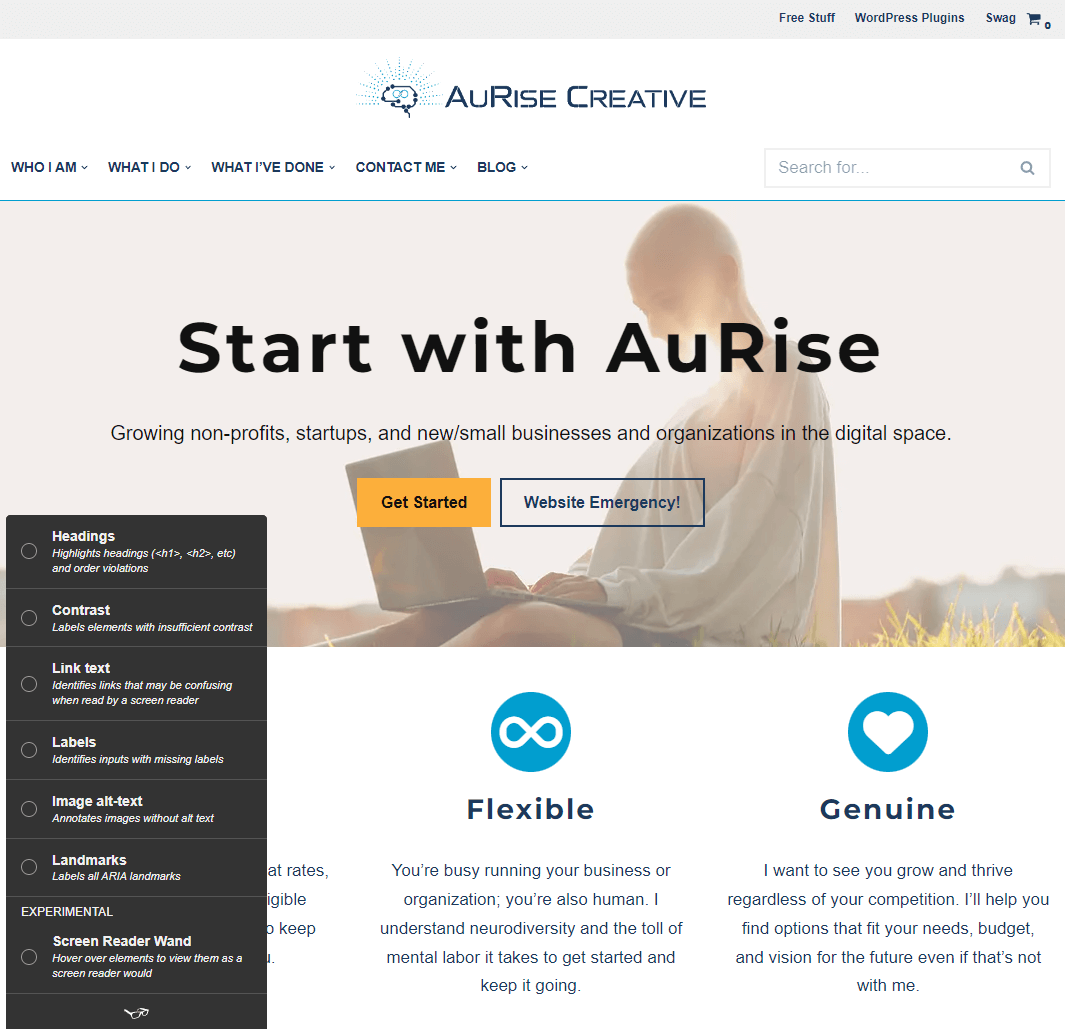 Free Stuff WordPress Plugins Swag 0
AuRise Creative
WHO I AM WHAT I DO WHAT I'VE DONE CONTACT ME BLOG Search for...
Start with AuRise
Growing non-profits, startups, and new/small businesses and organizations in the digital space.
Get Started Website Emergency!
Headings
Highlights headings (<h1>, <h2>, etc)
and order violations
Contrast
Labels elements with insufficient contrast
Link text
Identifies links that may be confusing
when read by a screen reader
Labels
Identifies inputs with missing labels
Image alt-text
Annotates images without alt text
Landmarks
Labels all ARIA landmarks
EXPERIMENTAL
Screen Reader Wand
Hover over elements to view them as a
screen reader would
at rates,
igible
o keep
u.
Flexible
You're busy running your business or
organization; you're also human. I
understand neurodiversity and the toll of
mental labor it takes to get started and
keep it going.
Genuine
I want to see you grow and thrive
regardless of your competition. I'll help you
find options that fit your needs, budget,
and vision for the future even if that's not
with me.